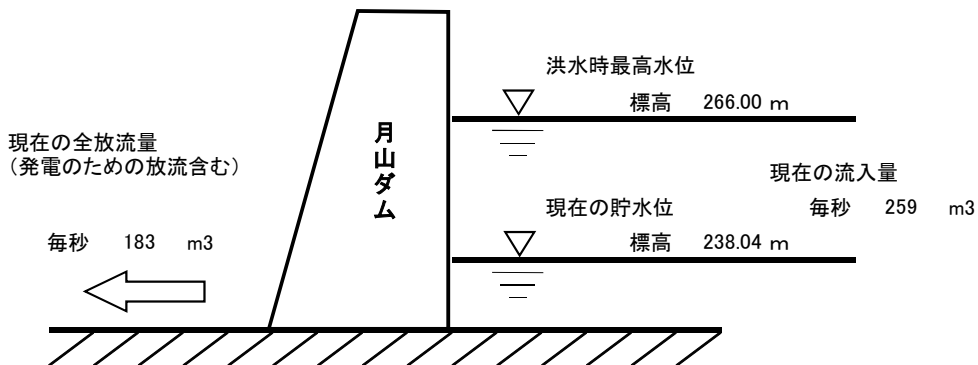 洪水時最高水位
標高 266.00 m
現在の全放流量
（発電のための放流含む）
毎秒 183 m3
月山ダム
現在の流入量
毎秒 259 m3
現在の貯水位
標高 238.04 m